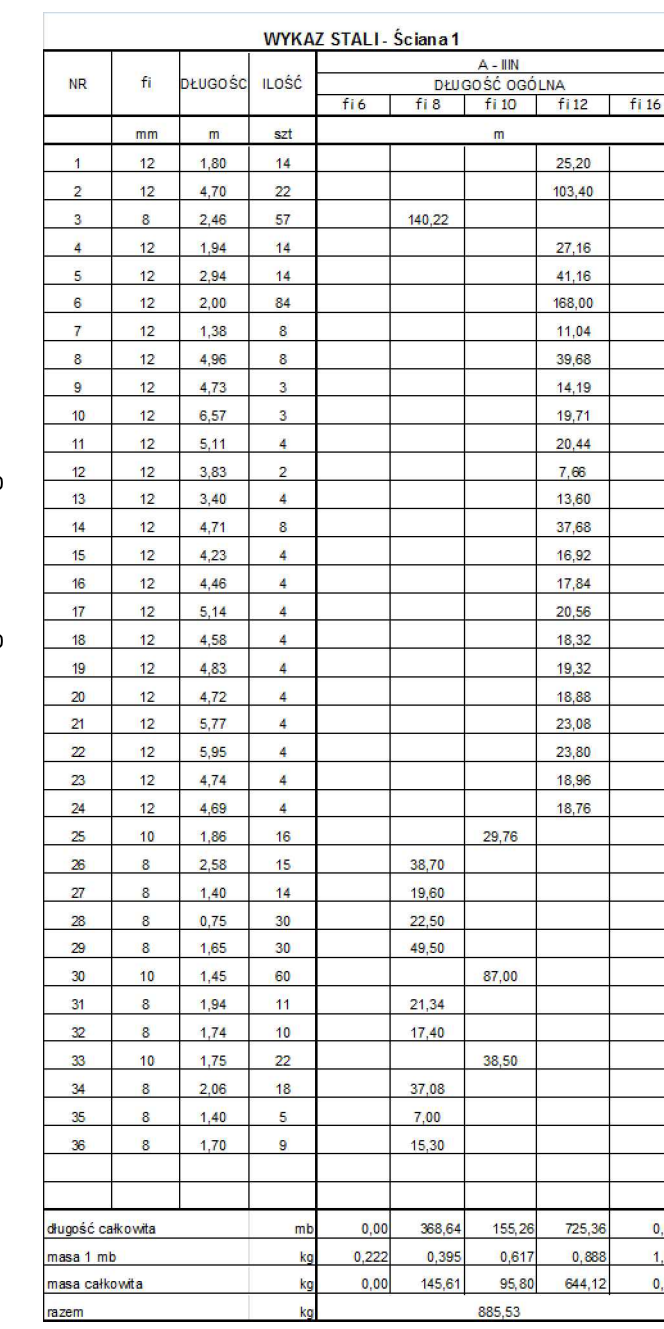 WYKAZ STALI - Ściana 1
A - IIIN
NR fi DŁUGOŚC ILOŚĆ DŁUGOŚĆ OGÓLNA
fi 6 fi 8 fi 10 fi 12 fi 16
mm m szt m
1 12 1,80 14 25,20
2 12 4,70 22 103,40
3 8 2,46 57 140,22
4 12 1,94 14 27,16
5 12 2,94 14 41,16
6 12 2,00 84 168,00
7 12 1,38 8 11,04
8 12 4,96 8 39,68
9 12 4,73 3 14,19
10 12 6,57 3 19,71
11 12 5,11 4 20,44
12 12 3,83 2 7,66
13 12 3,40 4 13,60
14 12 4,71 8 37,68
15 12 4,23 4 16,92
16 12 4,46 4 17,84
17 12 5,14 4 20,56
18 12 4,58 4 18,32
19 12 4,83 4 19,32
20 12 4,72 4 18,88
21 12 5,77 4 23,08
22 12 5,95 4 23,80
23 12 4,74 4 18,96
24 12 4,69 4 18,76
25 10 1,86 16 29,76
26 8 2,58 15 38,70
27 8 1,40 14 19,60
28 8 0,75 30 22,50
29 8 1,65 30 49,50
30 10 1,45 60 87,00
31 8 1,94 11 21,34
32 8 1,74 10 17,40
33 10 1,75 22 38,50
34 8 2,06 18 37,08
35 8 1,40 5 7,00
36 8 1,70 9 15,30
długość całkowita mb 0,00 368,64 155,26 725,36 0,
masa 1 mb kg 0,222 0,395 0,617 0,888 1,
masa całkowita kg 0,00 145,61 95,80 644,12 0,
razem kg 885,53